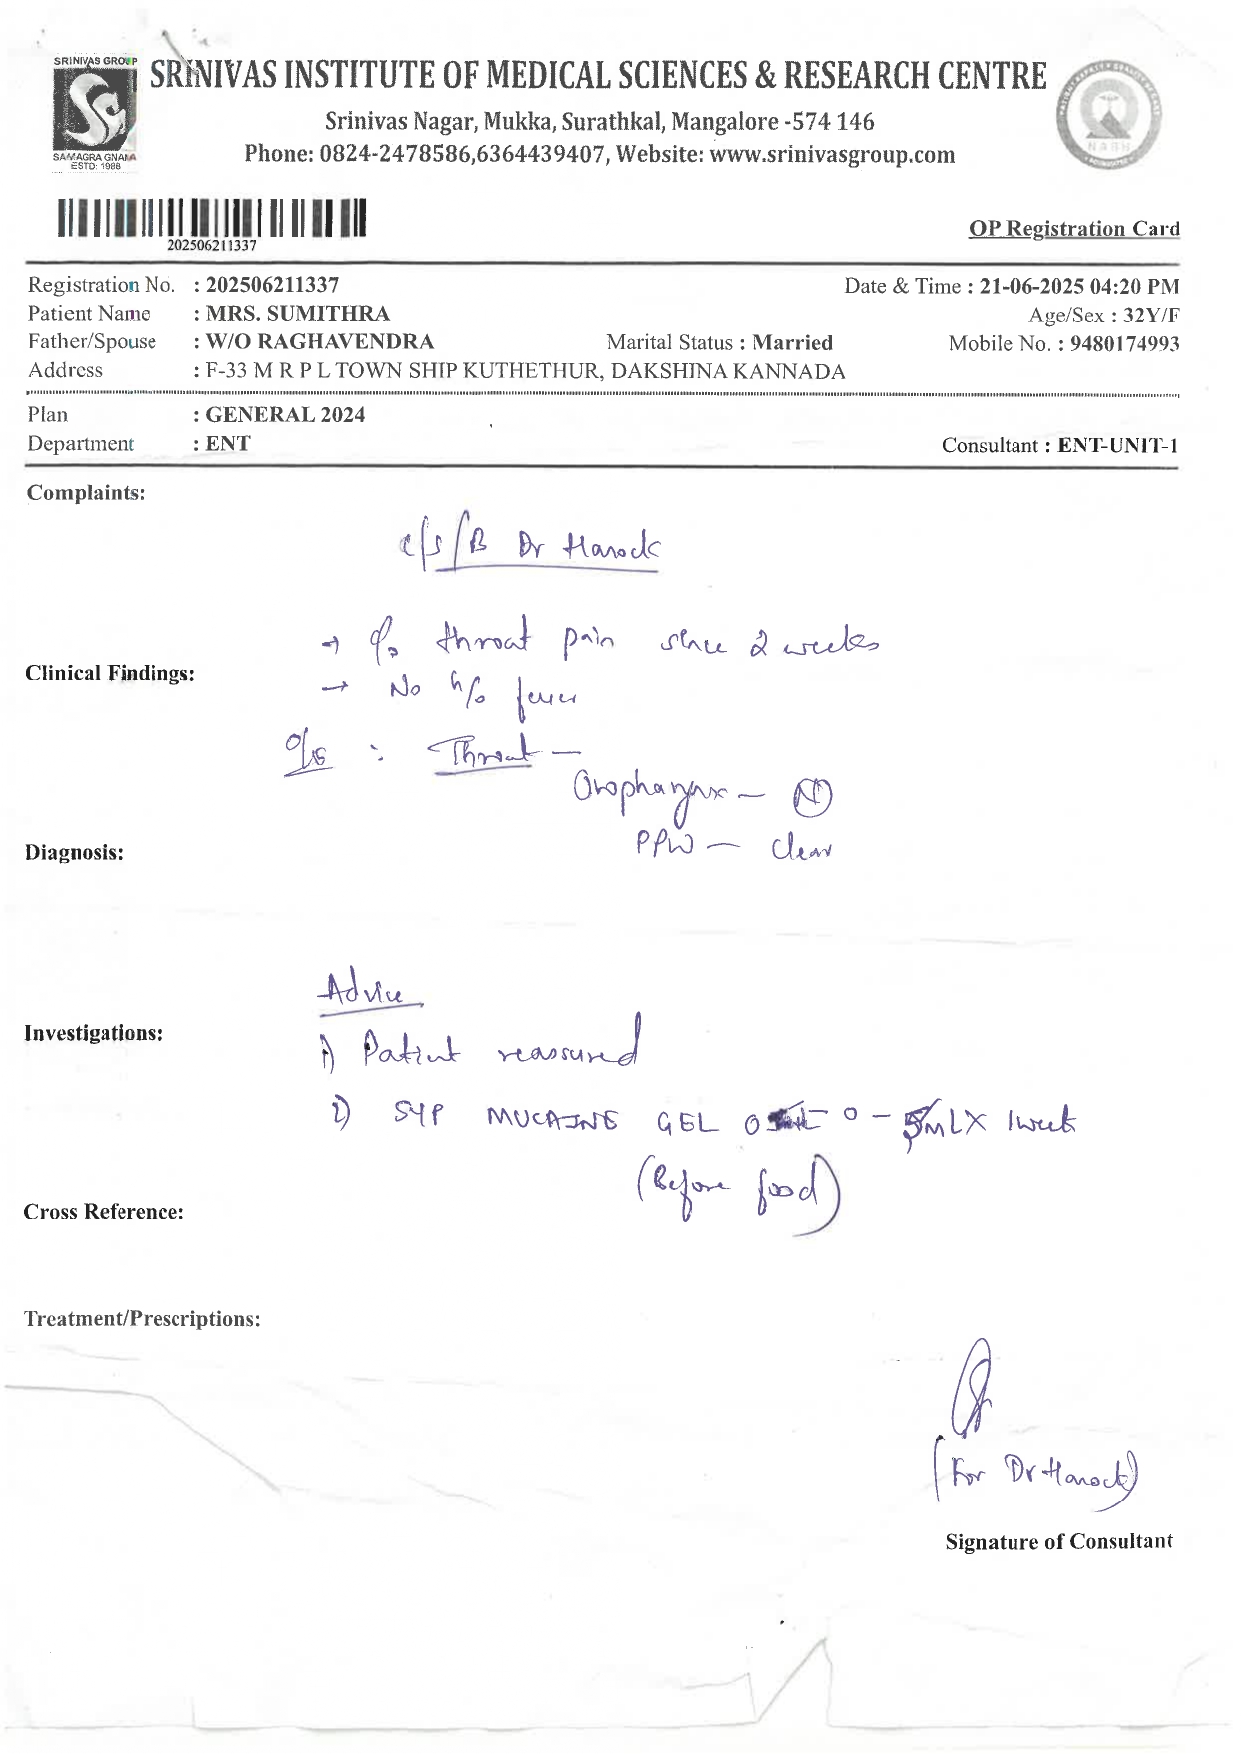 SRINIVAS GROUP
SAMAGRA GNANA
ESTD: 1988
SRINIVAS INSTITUTE OF MEDICAL SCIENCES & RESEARCH CENTRE
Srinivas Nagar, Mukka, Surathkal, Mangalore -574 146
Phone: 0824-2478586,6364439407, Website: www.srinivasgroup.com
NABH
202506211337
OP Registration Card
Registration No. : 202506211337 Date & Time : 21-06-2025 04:20 PM
Patient Name : MRS. SUMITHRA Age/Sex : 32Y/F
Father/Spouse : W/O RAGHAVENDRA Marital Status : Married Mobile No. : 9480174993
Address : F-33 M R P L TOWN SHIP KUTHETHUR, DAKSHINA KANNADA
Plan : GENERAL 2024
Department : ENT Consultant : ENT-UNIT-1
Complaints:
c/s/B Dr Hanock
→ c/o throat pain since 2 weeks
Clinical Findings:
→ No h/o fever
o/e : Throat —
Oropharynx — N
PPW — Clear
Diagnosis:
Advice
Investigations:
1) Patient reassured
2) SYP MUCAINE GEL 0 - 0 - 5ML X 1 week
(Before food)
Cross Reference:
Treatment/Prescriptions:
(For Dr Hanock)
Signature of Consultant